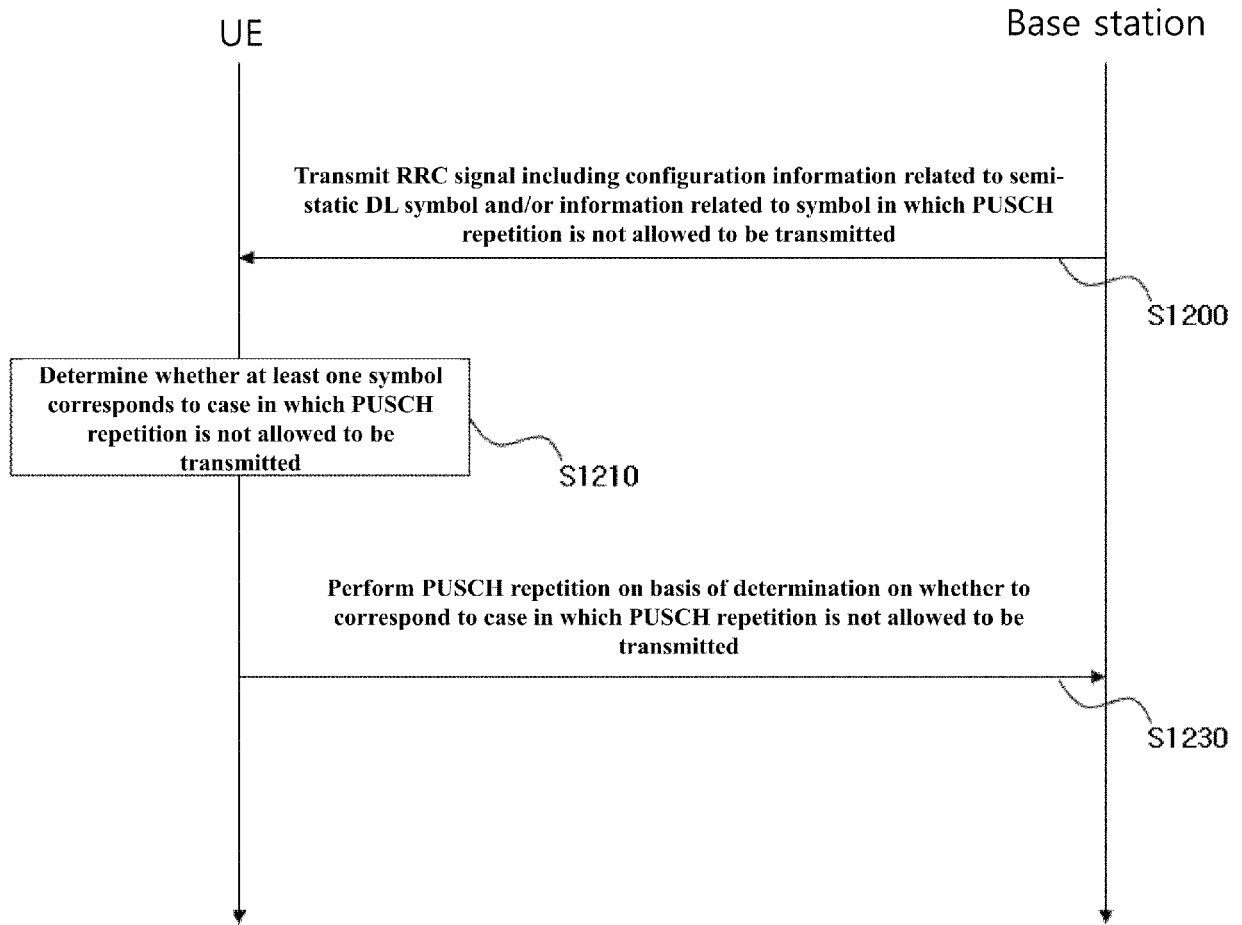 UE
Base station
Transmit RRC signal including configuration information related to semi-
static DL symbol and/or information related to symbol in which PUSCH
repetition is not allowed to be transmitted
S1200
Determine whether at least one symbol
corresponds to case in which PUSCH
repetition is not allowed to be
transmitted
S1210
Perform PUSCH repetition on basis of determination on whether to
correspond to case in which PUSCH repetition is not allowed to be
transmitted
S1230